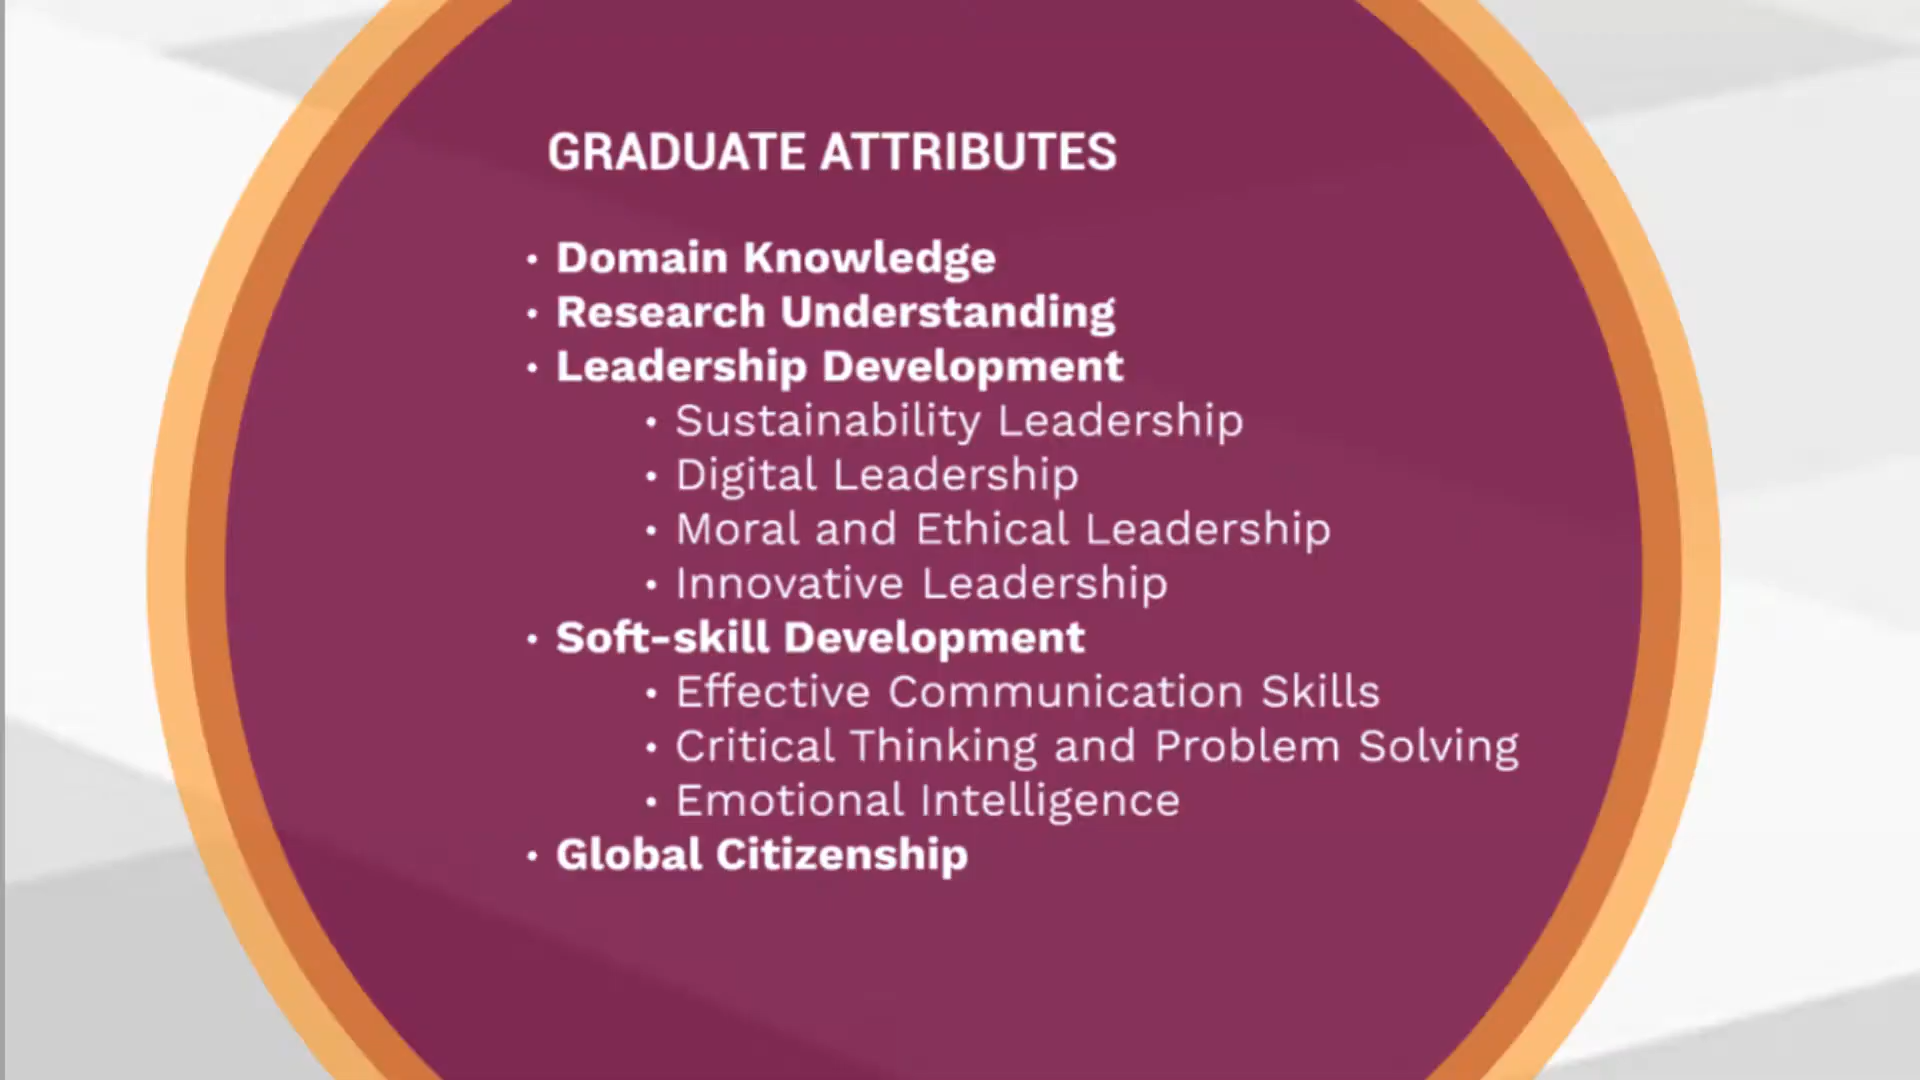 GRADUATE ATTRIBUTES
• Domain Knowledge
• Research Understanding
• Leadership Development
• Sustainability Leadership
• Digital Leadership
• Moral and Ethical Leadership
• Innovative Leadership
• Soft-skill Development
• Effective Communication Skills
• Critical Thinking and Problem Solving
• Emotional Intelligence
• Global Citizenship